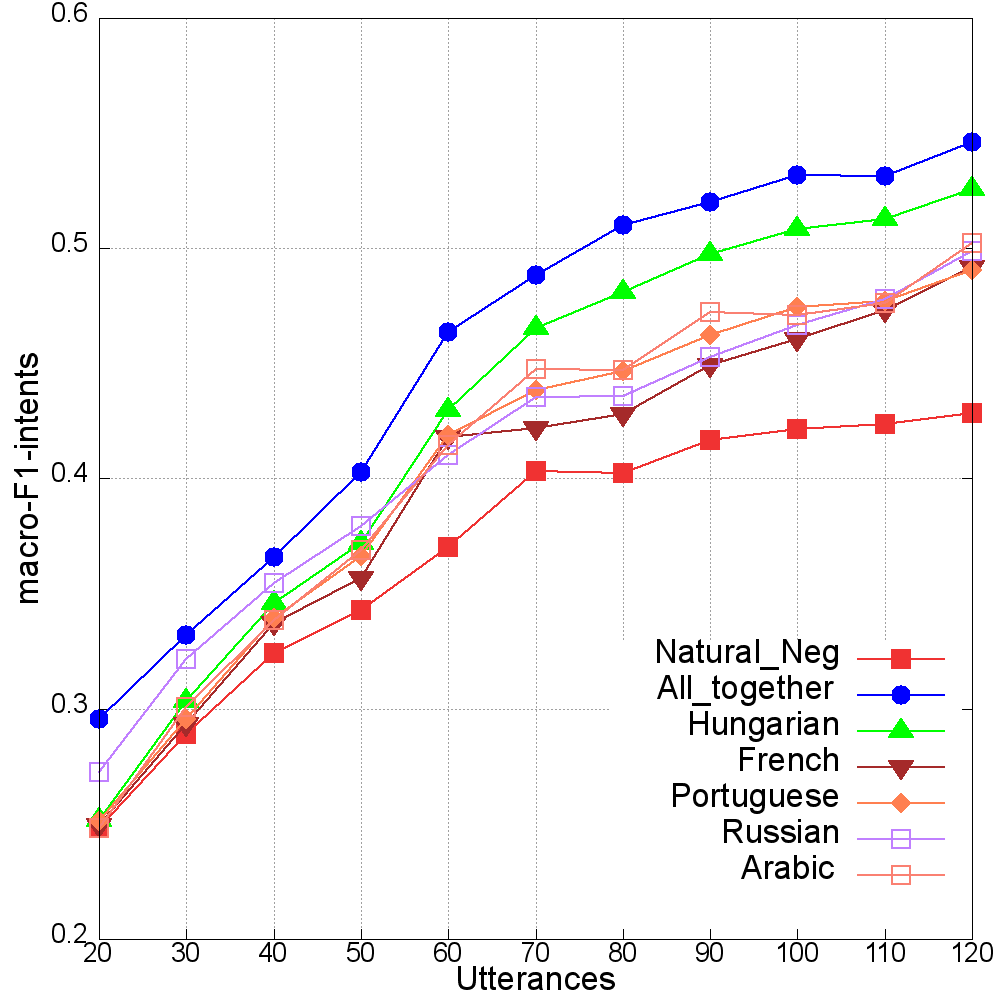 0.6
0.5
0.4
0.3
0.2
macro-F1-intents
Natural_Neg
All_together
Hungarian
French
Portuguese
Russian
Arabic
20 30 40 50 60 70 80 90 100 110 120
Utterances